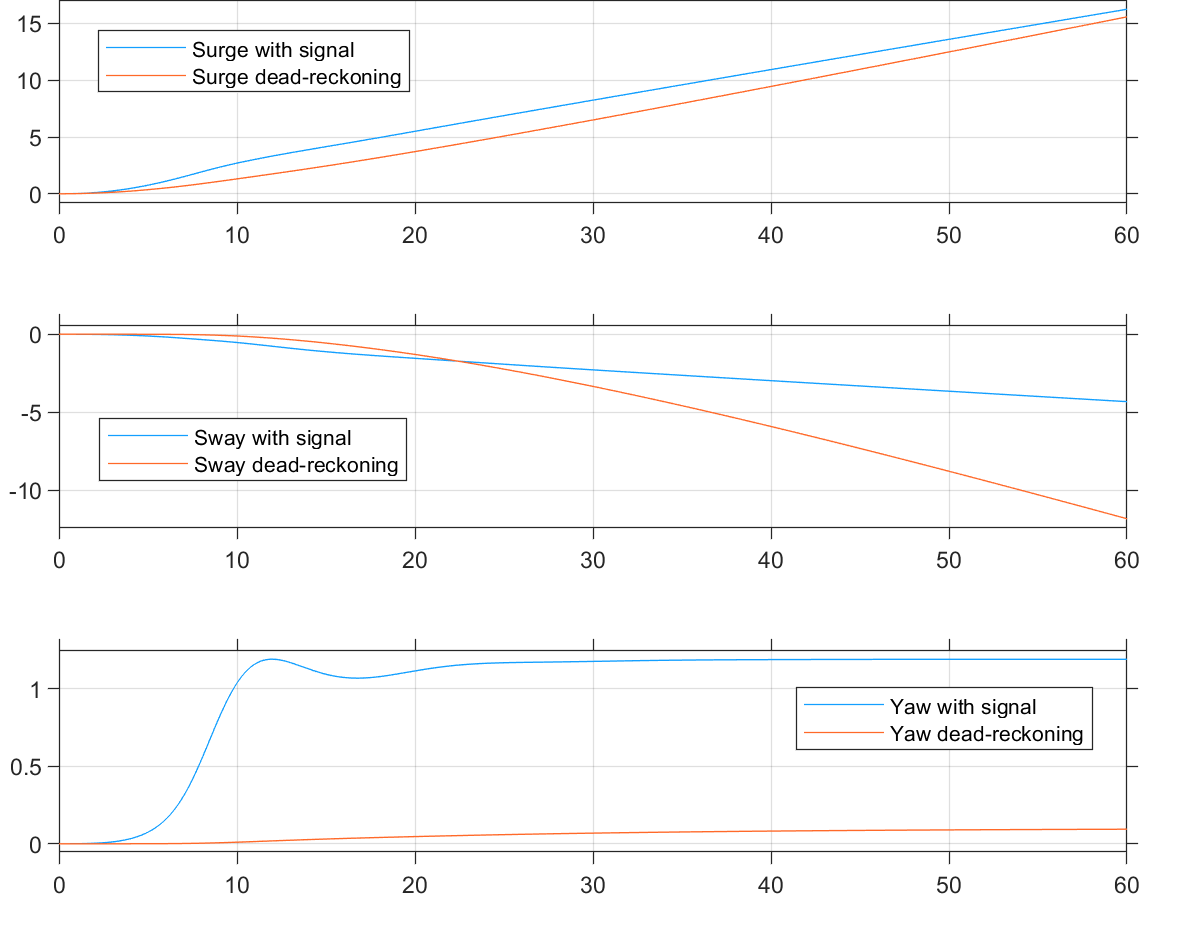 15
Surge with signal
Surge dead-reckoning
10
5
0
0 10 20 30 40 50 60
0
-5
Sway with signal
Sway dead-reckoning
-10
0 10 20 30 40 50 60
1
Yaw with signal
Yaw dead-reckoning
0.5
0
0 10 20 30 40 50 60